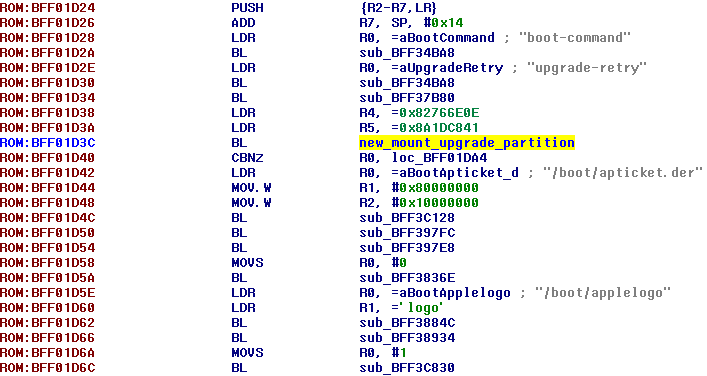 ROM:BFF01D24 PUSH {R2-R7,LR}
ROM:BFF01D26 ADD R7, SP, #0x14
ROM:BFF01D28 LDR R0, =aBootCommand ; "boot-command"
ROM:BFF01D2A BL sub_BFF34BA8
ROM:BFF01D2E LDR R0, =aUpgradeRetry ; "upgrade-retry"
ROM:BFF01D30 BL sub_BFF34BA8
ROM:BFF01D34 BL sub_BFF37B80
ROM:BFF01D38 LDR R4, =0x82766E0E
ROM:BFF01D3A LDR R5, =0x8A1DC841
ROM:BFF01D3C BL new_mount_upgrade_partition
ROM:BFF01D40 CBNZ R0, loc_BFF01DA4
ROM:BFF01D42 LDR R0, =aBootApticket_d ; "/boot/apticket.der"
ROM:BFF01D44 MOV.W R1, #0x80000000
ROM:BFF01D48 MOV.W R2, #0x10000000
ROM:BFF01D4C BL sub_BFF3C128
ROM:BFF01D50 BL sub_BFF397FC
ROM:BFF01D54 BL sub_BFF397E8
ROM:BFF01D58 MOVS R0, #0
ROM:BFF01D5A BL sub_BFF3836E
ROM:BFF01D5E LDR R0, =aBootApplelogo ; "/boot/applelogo"
ROM:BFF01D60 LDR R1, ='logo'
ROM:BFF01D62 BL sub_BFF3884C
ROM:BFF01D66 BL sub_BFF38934
ROM:BFF01D6A MOVS R0, #1
ROM:BFF01D6C BL sub_BFF3C830